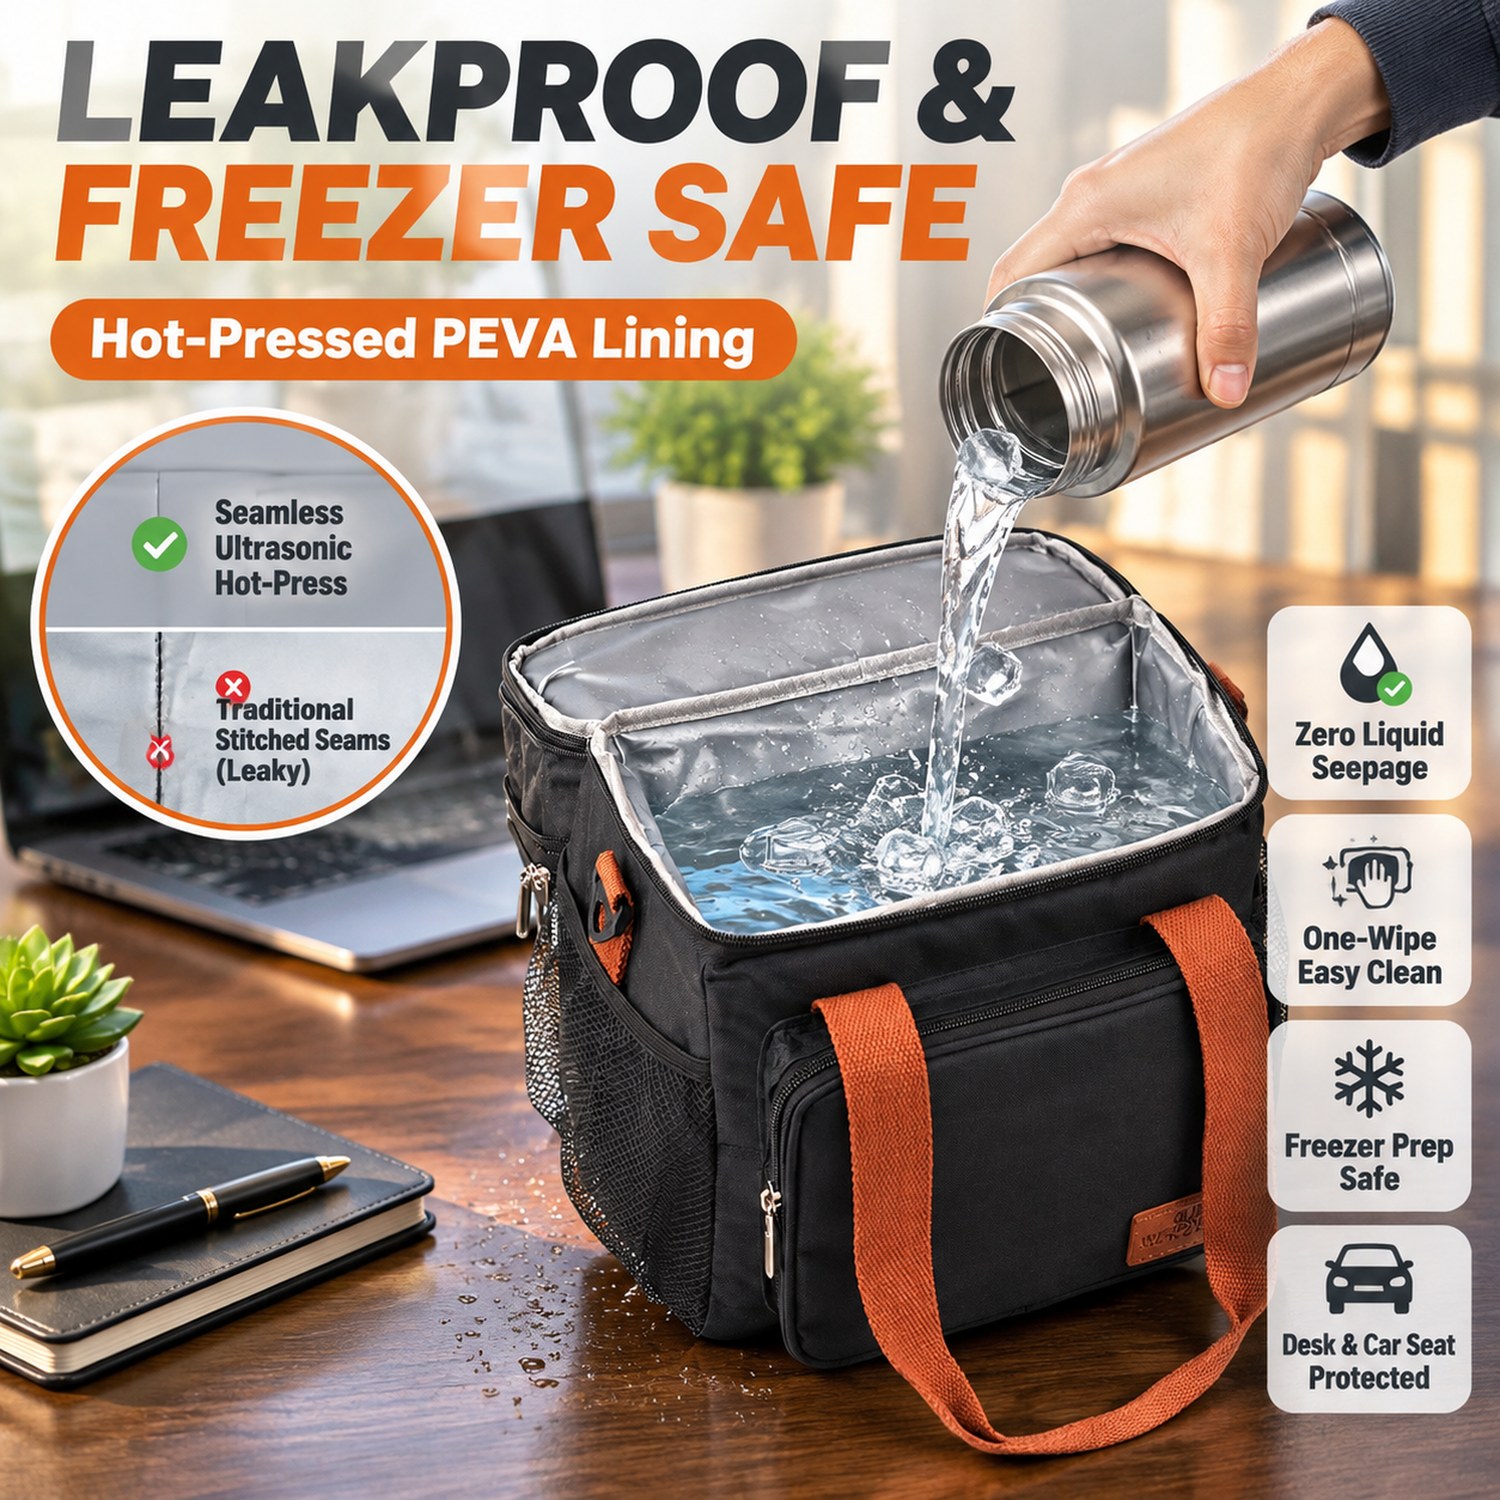 LEAKPROOF &
FREEZER SAFE
Hot-Pressed PEVA Lining
Seamless
Ultrasonic
Hot-Press
Traditional
Stitched Seams
(Leaky)
Zero Liquid
Seepage
One-Wipe
Easy Clean
Freezer Prep
Safe
Desk & Car Seat
Protected